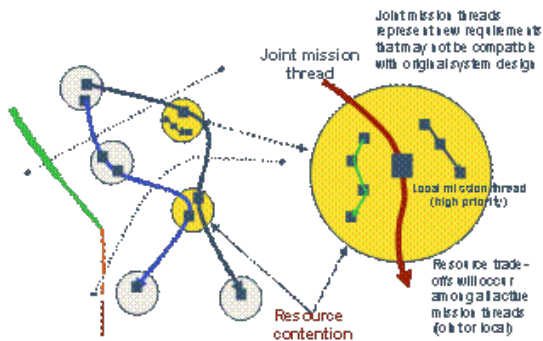 Joint mission threads
represent new requirements
that may not be compatible
with original system design
Joint mission
thread
Local mission thread
(high priority)
Resource trade-
offs will occur
among all active
mission threads
(joint or local)
Resource
contention